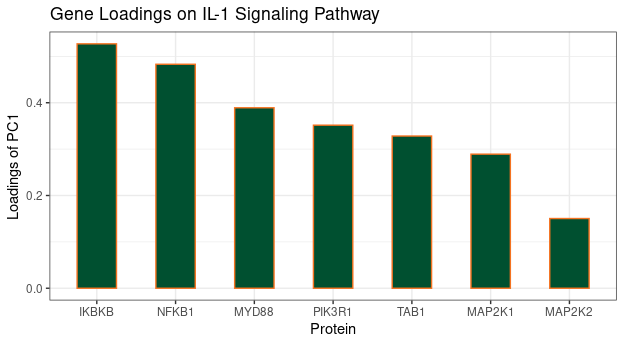 Gene Loadings on IL-1 Signaling Pathway
Loadings of PC1
0.4
0.2
0.0
IKBKB NFKB1 MYD88 PIK3R1 TAB1 MAP2K1 MAP2K2
Protein